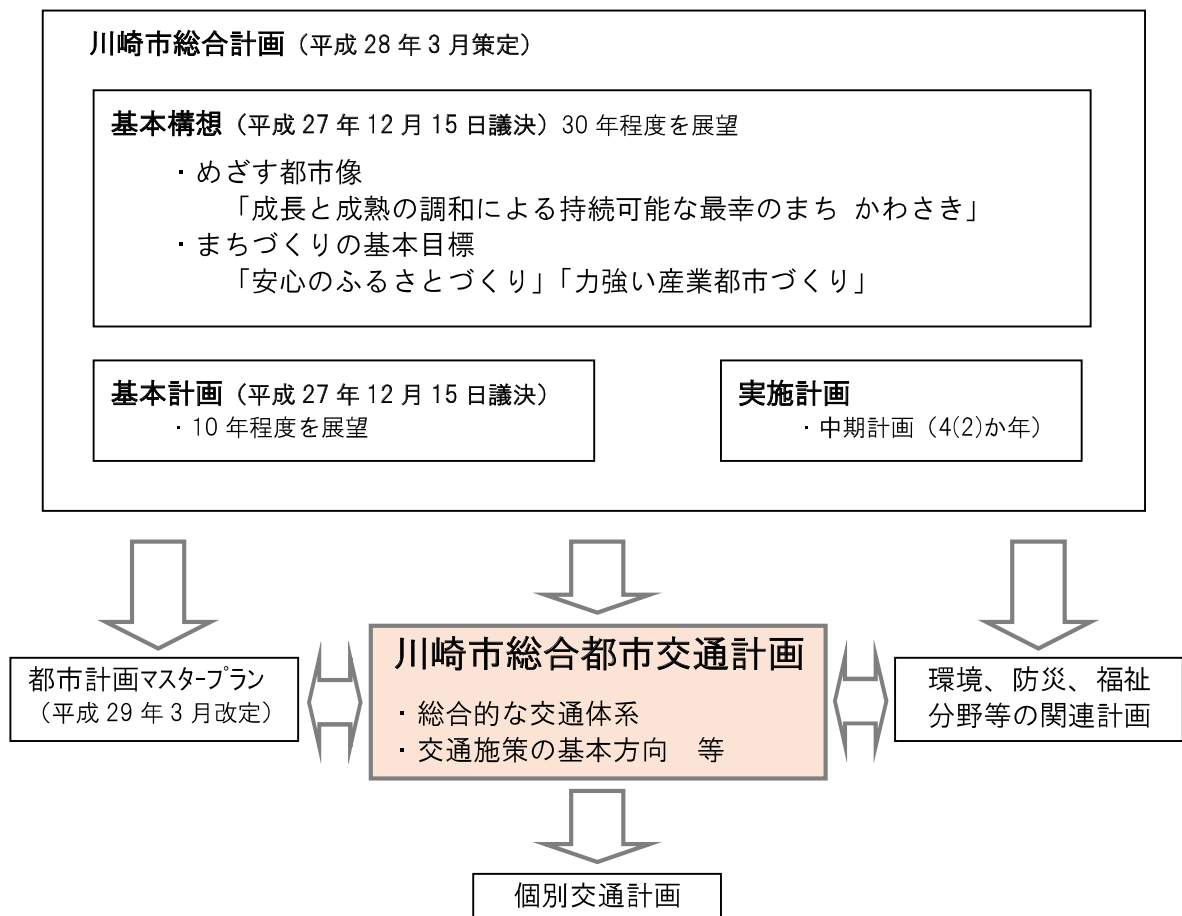 川崎市総合計画（平成28年3月策定）
基本構想（平成27年12月15日議決）30年程度を展望
・めざす都市像
「成長と成熟の調和による持続可能な最幸のまち かわさき」
・まちづくりの基本目標
「安心のふるさとづくり」「力強い産業都市づくり」
基本計画（平成27年12月15日議決）
・10年程度を展望
実施計画
・中期計画（4(2)か年）
都市計画マスタープラン
（平成29年3月改定）
川崎市総合都市交通計画
・総合的な交通体系
・交通施策の基本方向　等
環境、防災、福祉
分野等の関連計画
個別交通計画